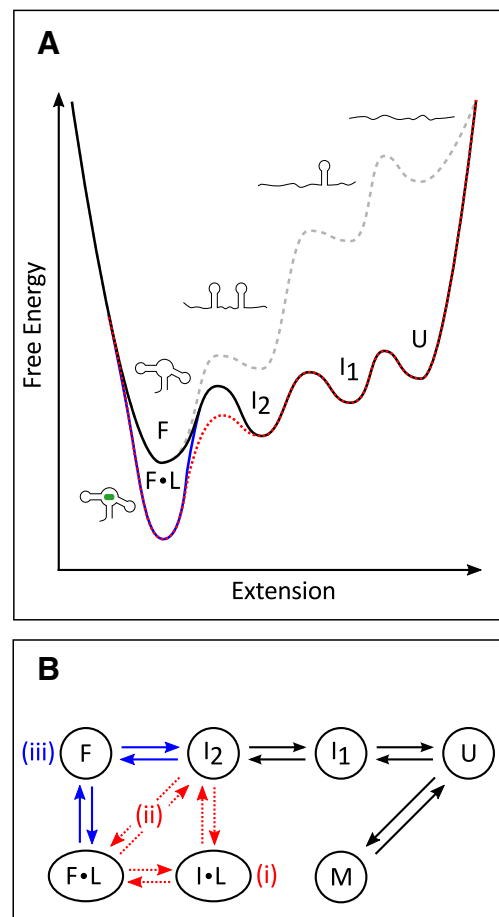 A
Free Energy
U
I1
I2
F
F•L
Extension
B
(iii) F I2 I1 U
(ii)
F•L I•L (i) M